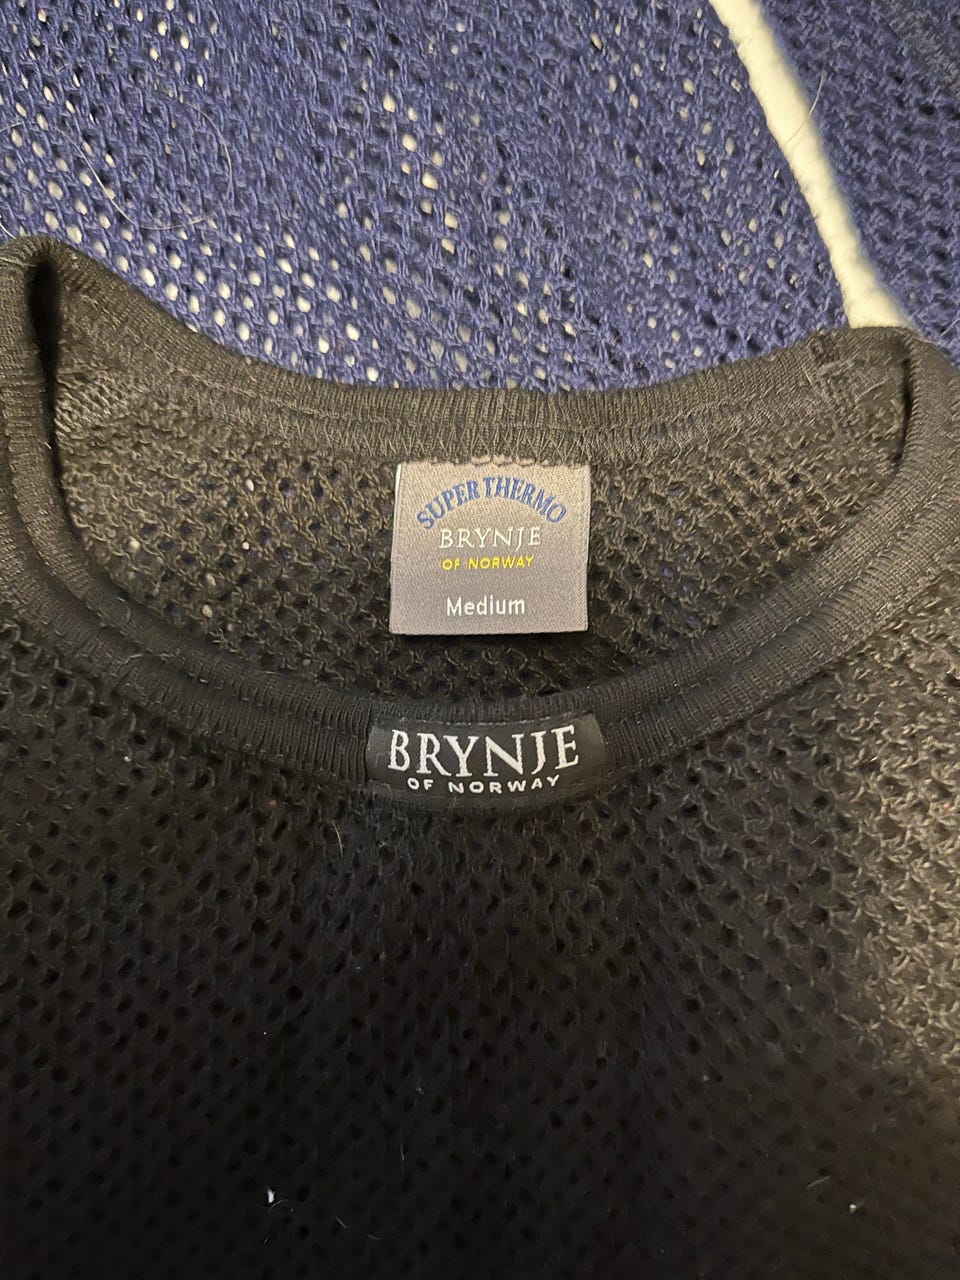 SUPER THERMO
BRYNJE
OF NORWAY
Medium
BRYNJE
OF NORWAY